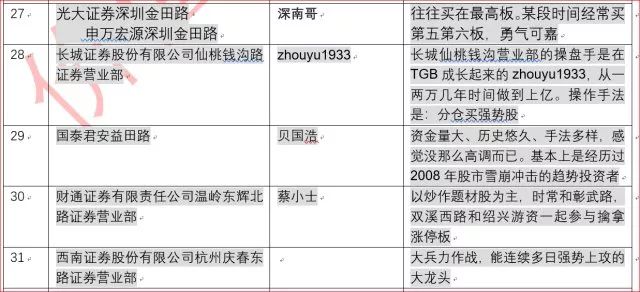 27
光大证券深圳金田路
申万宏源深圳金田路
深南哥
往往买在最高板。某段时间经常买
第五第六板，勇气可嘉
28
长城证券股份有限公司仙桃钱沟路
证券营业部
zhouyu1933
长城仙桃钱沟营业部的操盘手是在
TGB 成长起来的 zhouyu1933，从一
两万几年时间做到上亿。操作手法
是：分仓买强势股
29
国泰君安益田路
贝国浩
资金量大、历史悠久、手法多样，感
觉没那么高调而已。基本上是经历过
2008 年股市雪崩冲击的趋势投资者
30
财通证券有限责任公司温岭东辉北
路证券营业部
蔡小士
以炒作题材股为主，时常和彰武路，
双溪西路和绍兴游资一起参与擒拿
涨停板
31
西南证券股份有限公司杭州庆春东
路证券营业部
大兵力作战，能连续多日强势上攻的
大龙头